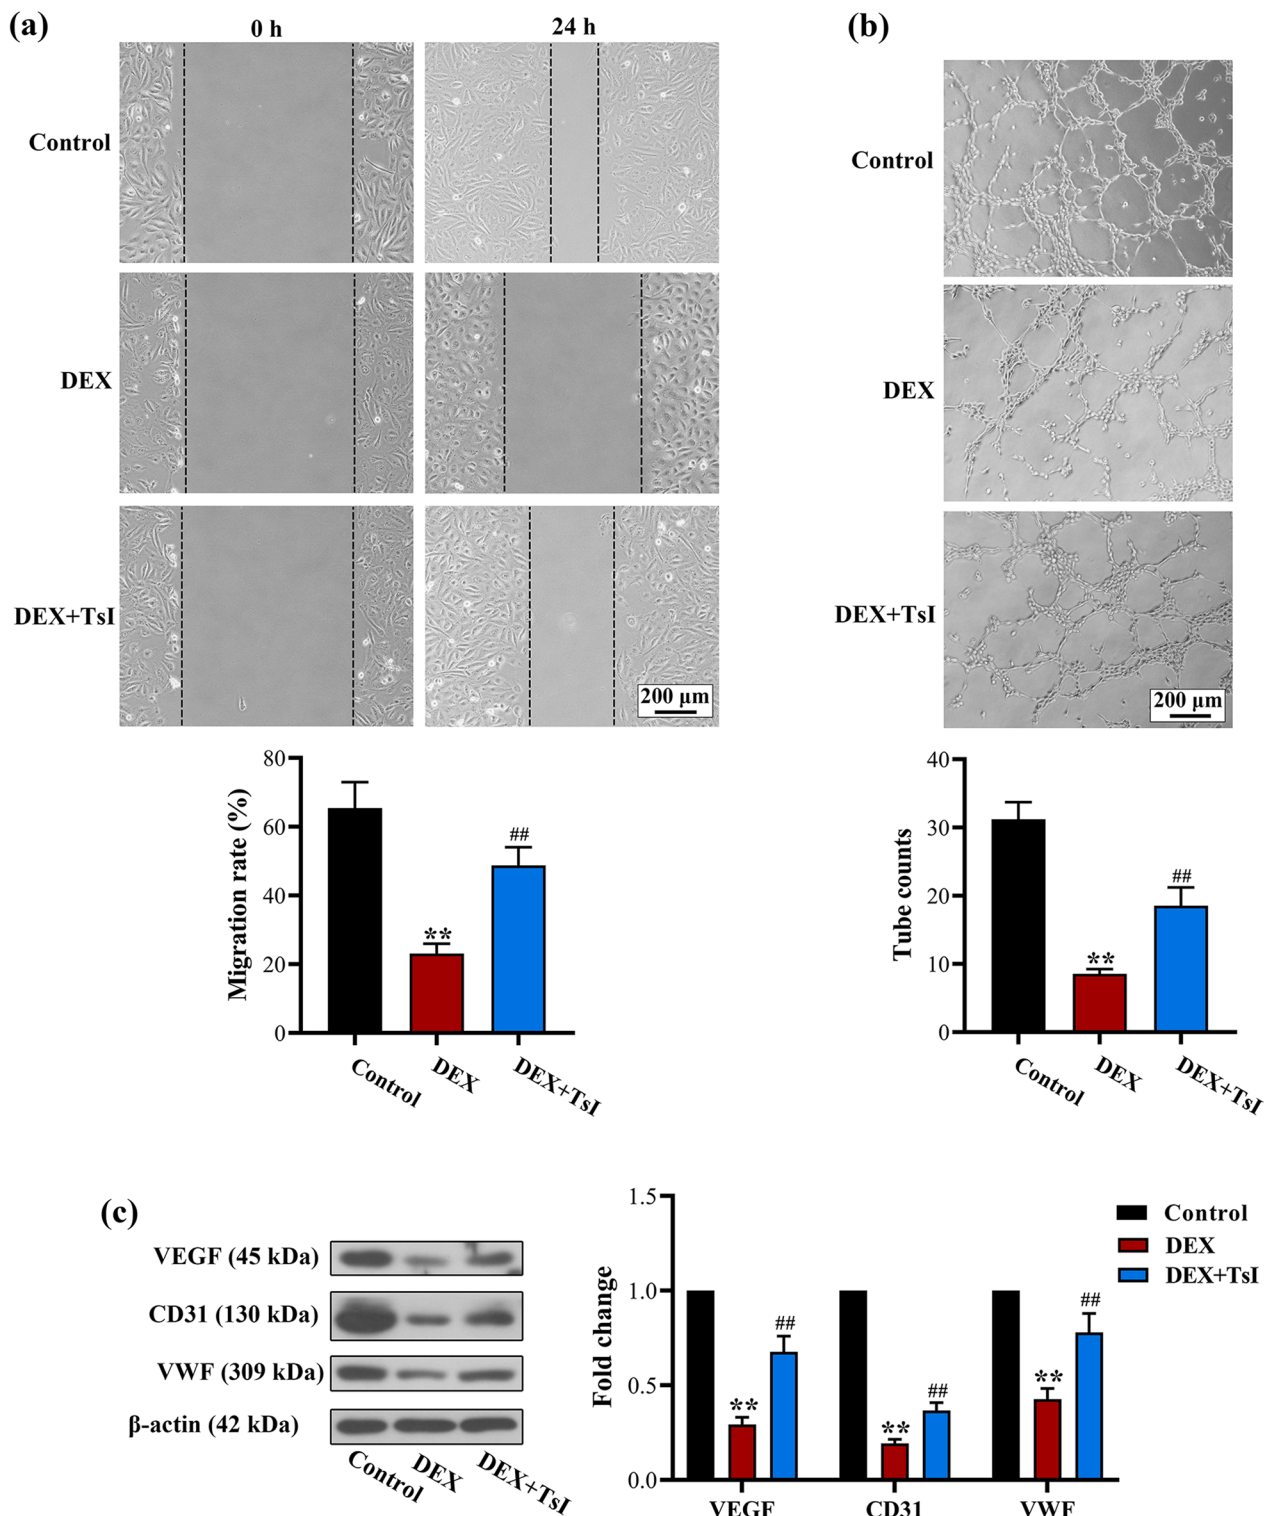 (a)
0 h
24 h
Control
DEX
DEX+TsI
200 μm
80
60
40
20
0
Migration rate (%)
**
##
Control
DEX
DEX+TsI
(b)
Control
DEX
DEX+TsI
200 μm
40
30
20
10
0
Tube counts
**
##
Control
DEX
DEX+TsI
(c)
VEGF (45 kDa)
CD31 (130 kDa)
VWF (309 kDa)
β-actin (42 kDa)
Control
DEX
DEX+TsI
1.5
1.0
0.5
0.0
Fold change
**
##
**
##
**
##
VEGF
CD31
VWF
Control
DEX
DEX+TsI